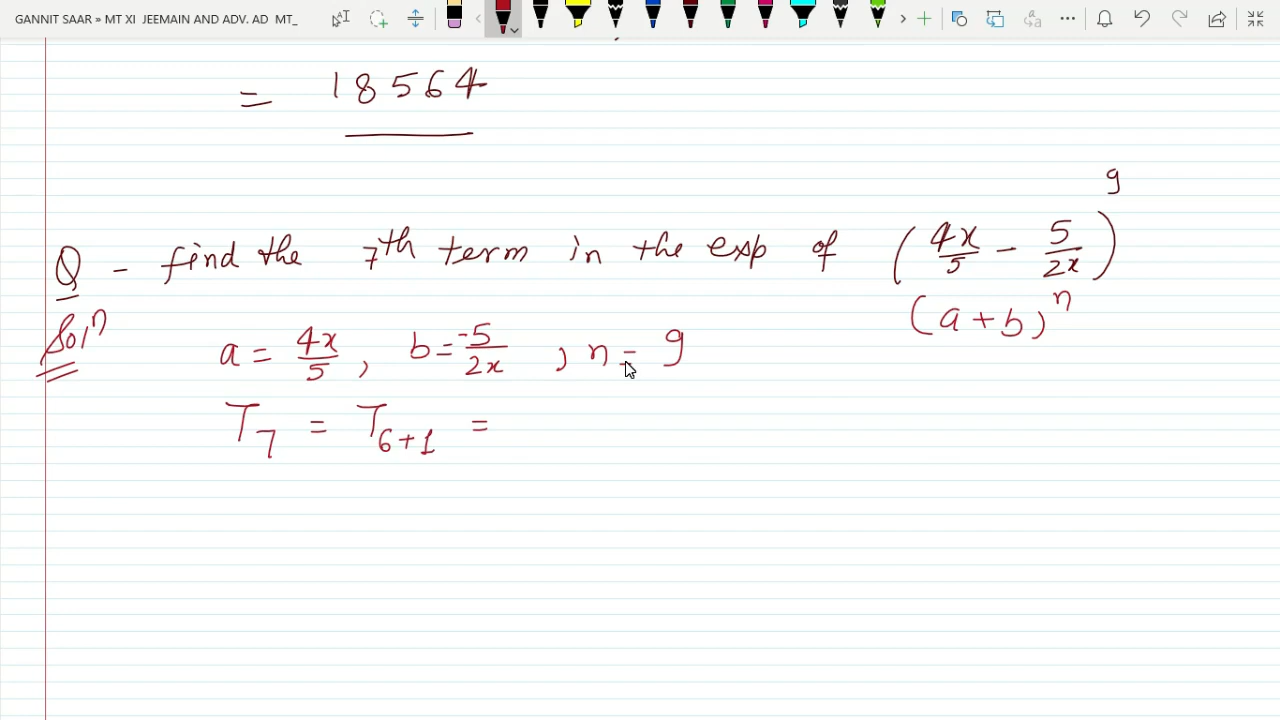 GANNIT SAAR » MT XI JEEMAIN AND ADV. AD MT_
= 18564
Q - find the 7th term in the exp of (4x/5 - 5/2x)^9
Solⁿ (a+b)^n
a = 4x/5, b = -5/2x, n = 9
T_7 = T_6+1 =